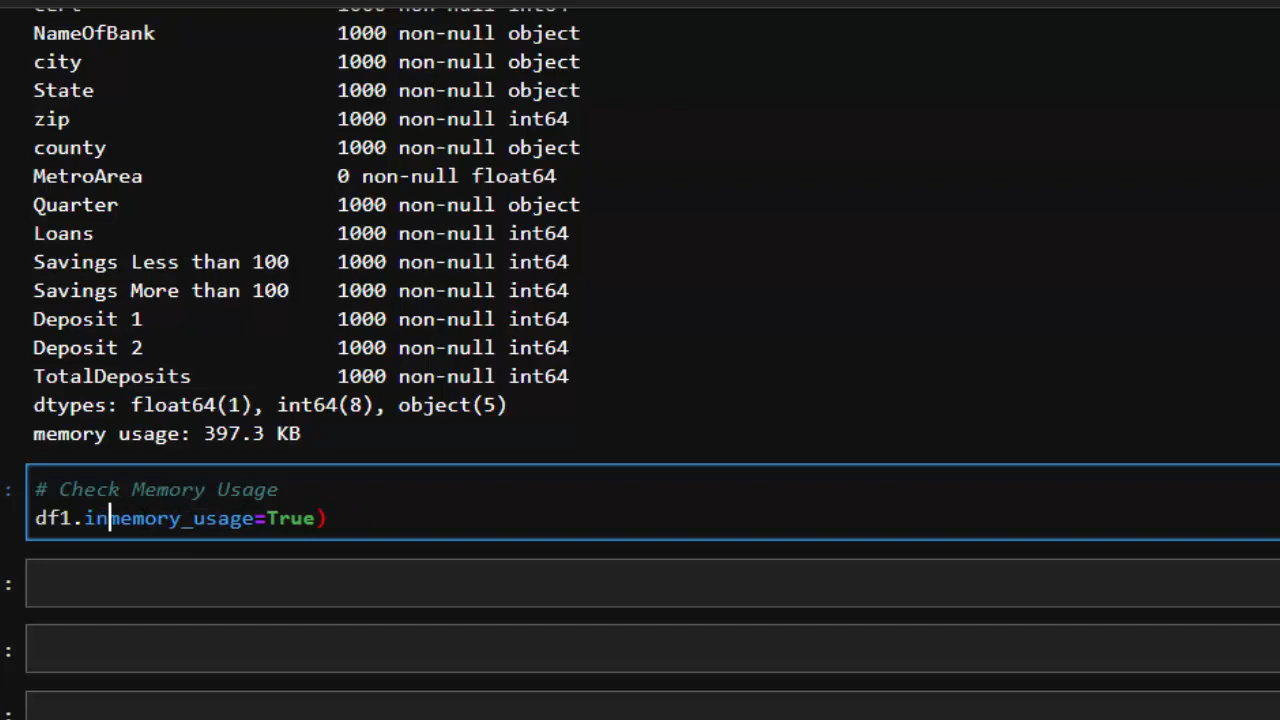 NameOfBank 1000 non-null object
city 1000 non-null object
State 1000 non-null object
zip 1000 non-null int64
county 1000 non-null object
MetroArea 0 non-null float64
Quarter 1000 non-null object
Loans 1000 non-null int64
Savings Less than 100 1000 non-null int64
Savings More than 100 1000 non-null int64
Deposit 1 1000 non-null int64
Deposit 2 1000 non-null int64
TotalDeposits 1000 non-null int64
dtypes: float64(1), int64(8), object(5)
memory usage: 397.3 KB
: # Check Memory Usage
df1.inmemory_usage=True)
:
:
: